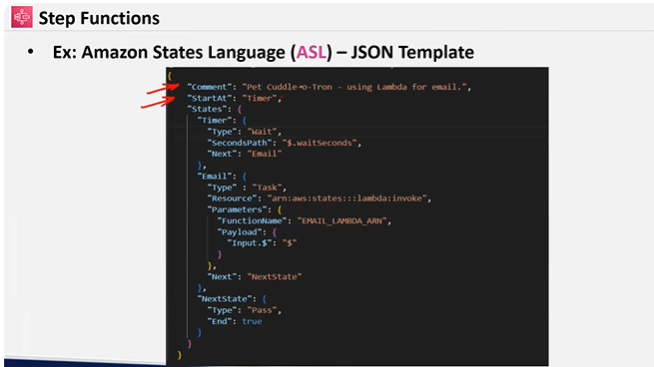 Step Functions
• Ex: Amazon States Language (ASL) – JSON Template
{
"Comment": "Pet Cuddle-o-Tron - using Lambda for email.",
"StartAt": "Timer",
"States": {
"Timer": {
"Type": "Wait",
"SecondsPath": "$.waitSeconds",
"Next": "Email"
},
"Email": {
"Type" : "Task",
"Resource": "arn:aws:states:::lambda:invoke",
"Parameters": {
"FunctionName": "EMAIL_LAMBDA_ARN",
"Payload": {
"Input.$": "$"
}
},
"Next": "NextState"
},
"NextState": {
"Type": "Pass",
"End": true
}
}
}